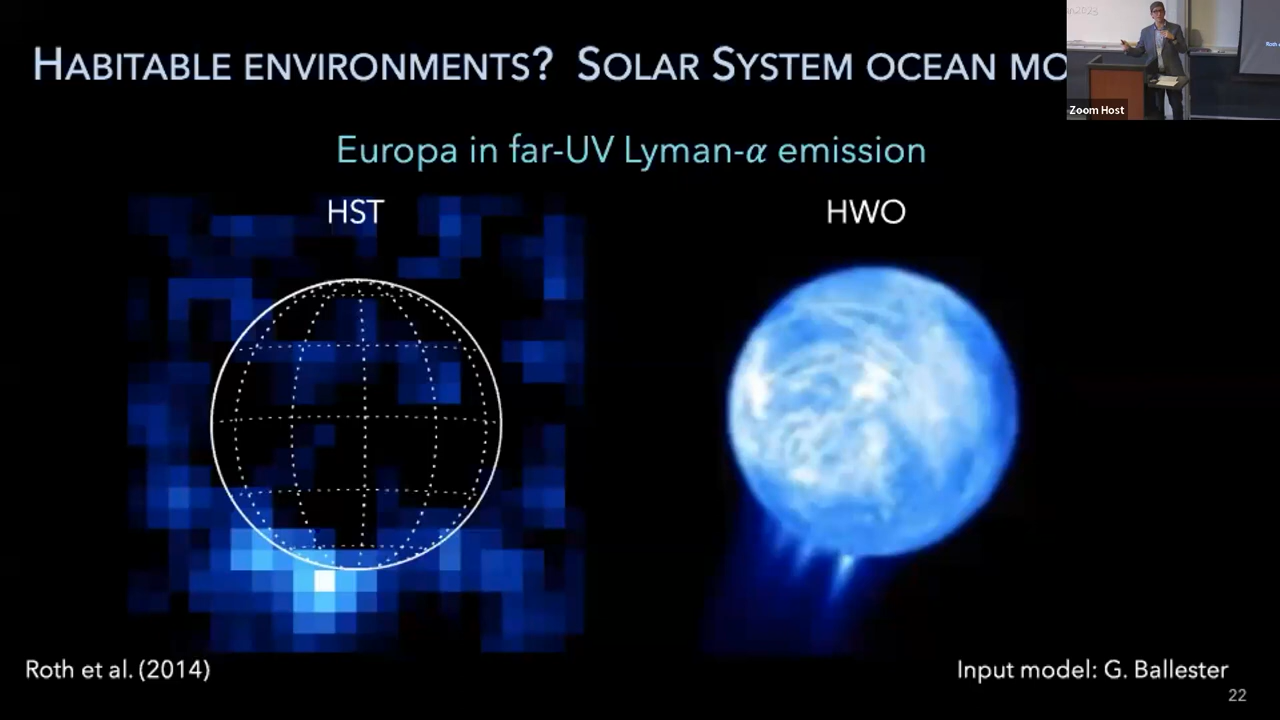 HABITABLE ENVIRONMENTS? SOLAR SYSTEM OCEAN MO
Zoom Host
Europa in far-UV Lyman-α emission
HST
HWO
Roth et al. (2014)
Input model: G. Ballester
22